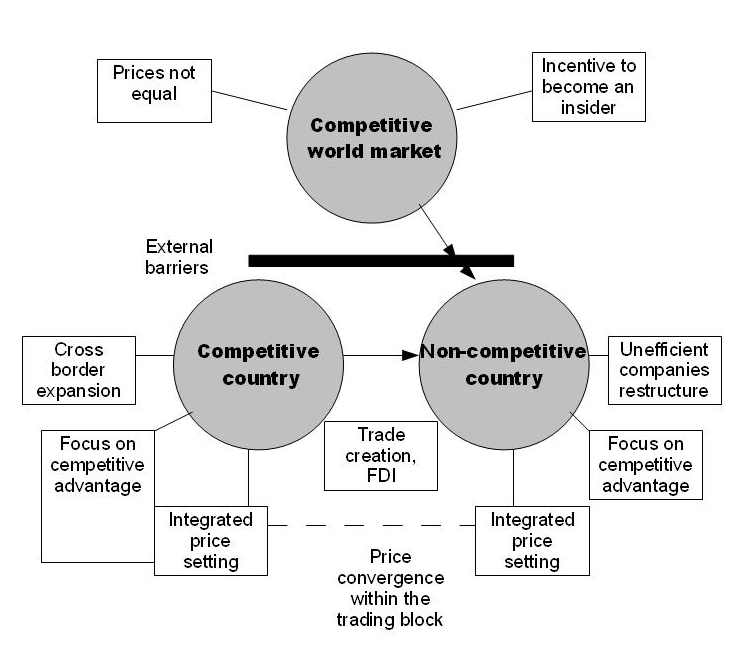 Prices not
equal
Incentive to
become an
insider
Competitive
world market
External
barriers
Cross
border
expansion
Competitive
country
Non-competitive
country
Unefficient
companies
restructure
Focus on
cempetitive
advantage
Trade
creation,
FDI
Focus on
cempetitive
advantage
Integrated
price
setting
Integrated
price
setting
Price
convergence
within the
trading block